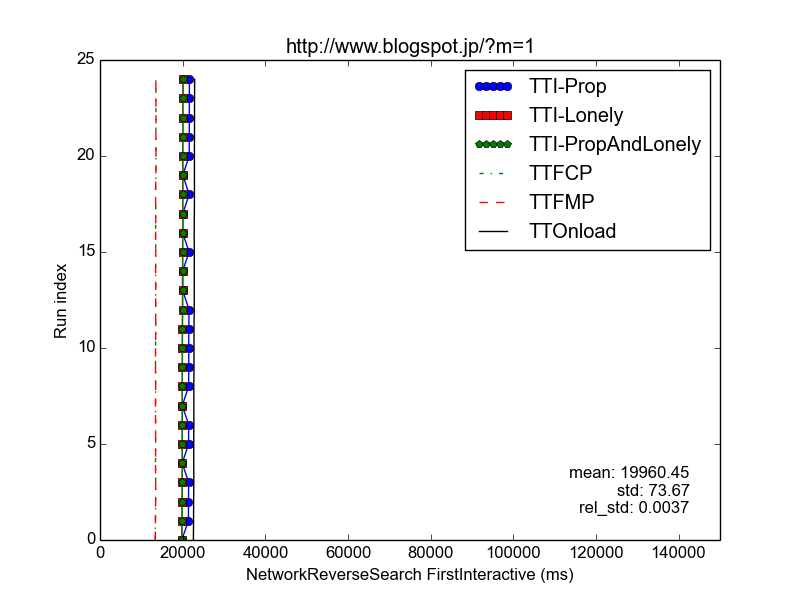 http://www.blogspot.jp/?m=1
25
20
15
10
5
0
Run index
TTI-Prop
TTI-Lonely
TTI-PropAndLonely
TTFCP
TTFMP
TTOnload
mean: 19960.45
std: 73.67
rel_std: 0.0037
0 20000 40000 60000 80000 100000 120000 140000
NetworkReverseSearch FirstInteractive (ms)